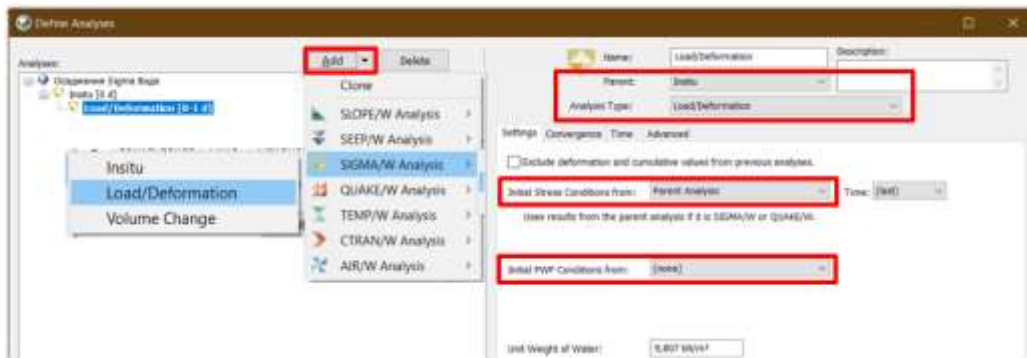 Define Analyses
Analyses:
Add
Delete
Name:
Load/Deformation
Description:
Insitu [0 d]
Load/Deformation [0-1 d]
Clone
SLOPE/W Analysis
SEEP/W Analysis
SIGMA/W Analysis
QUAKE/W Analysis
TEMP/W Analysis
CTRAN/W Analysis
AIR/W Analysis
Insitu
Load/Deformation
Volume Change
Parent:
Insitu
Analysis Type:
Load/Deformation
Settings Convergence Time Advanced
Exclude deformation and cumulative values from previous analyses.
Initial Stress Conditions from: Parent Analysis Time: (last)
Uses results from the parent analysis if it is SIGMA/W or QUAKE/W.
Initial PWP Conditions from: (none)
Unit Weight of Water: 9,807 kN/m³